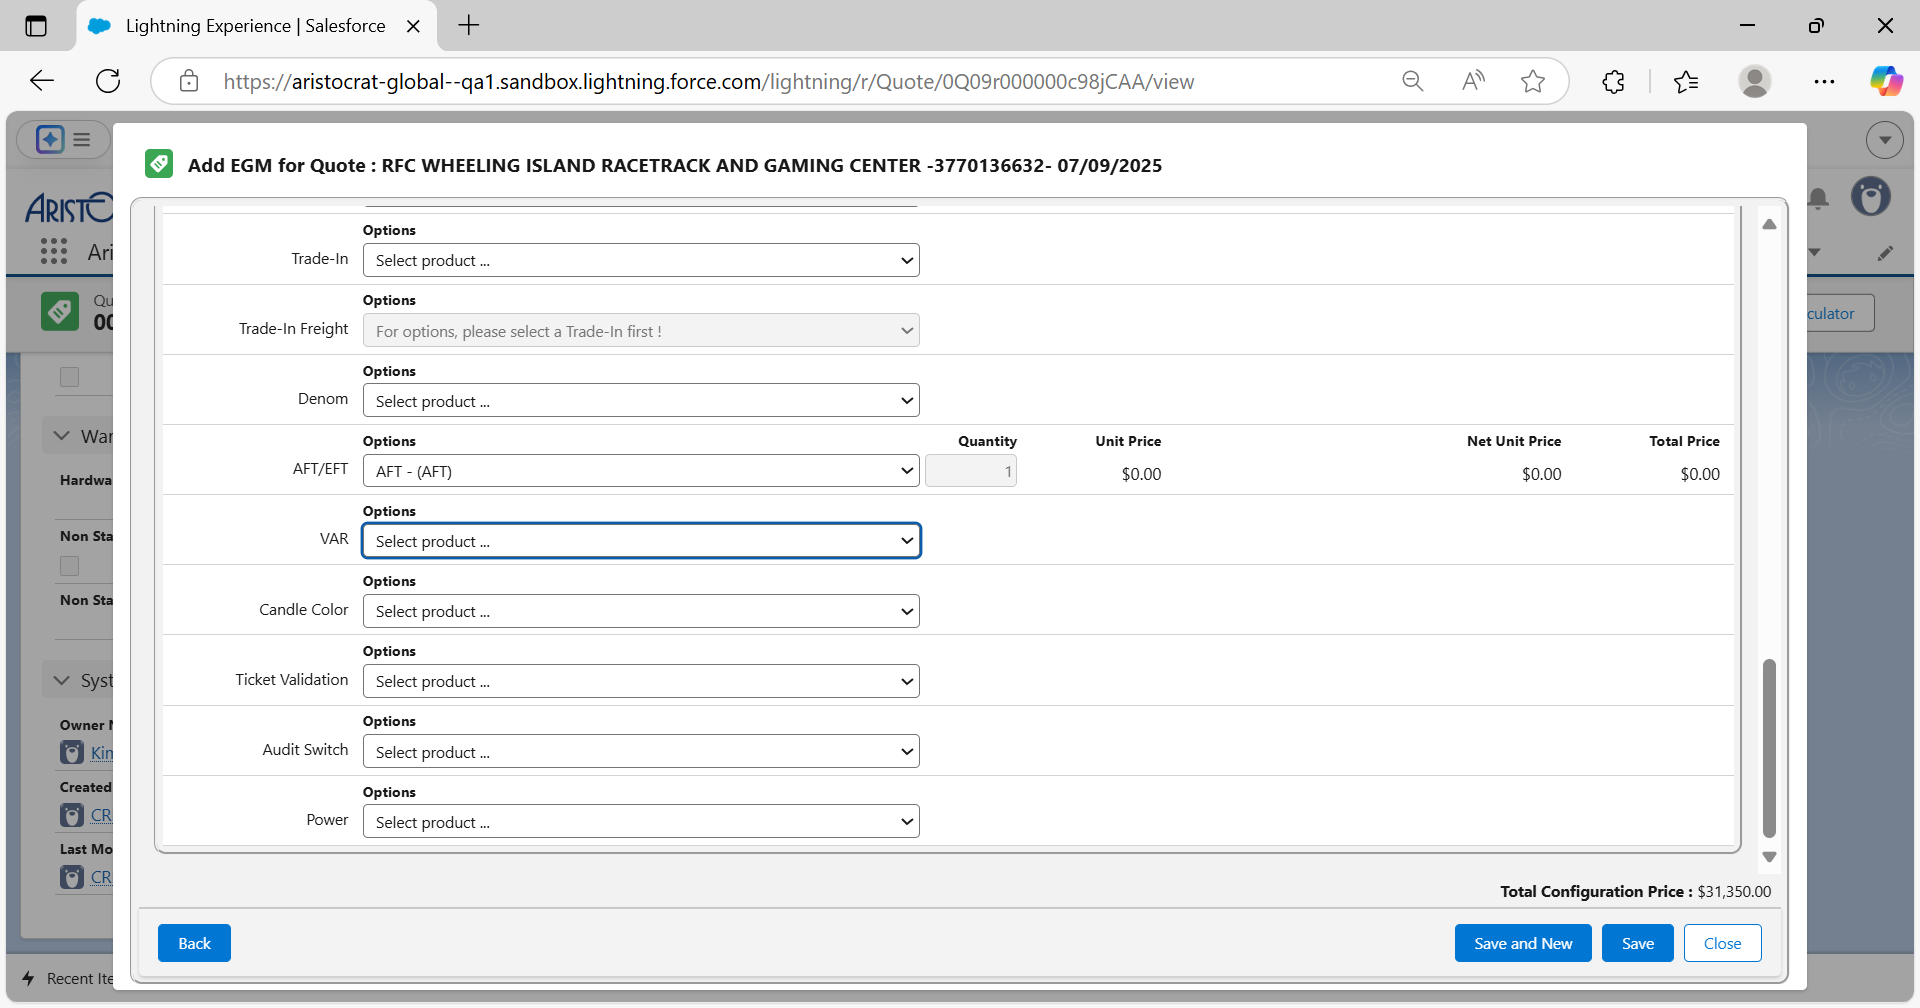 Lightning Experience | Salesforce
https://aristocrat-global--qa1.sandbox.lightning.force.com/lightning/r/Quote/0Q09r000000c98jCAA/view
Add EGM for Quote : RFC WHEELING ISLAND RACETRACK AND GAMING CENTER -3770136632- 07/09/2025
Options
Trade-In
Select product ...
Options
Trade-In Freight
For options, please select a Trade-In first !
Options
Denom
Select product ...
Options Quantity Unit Price Net Unit Price Total Price
AFT/EFT
AFT - (AFT) 1 $0.00 $0.00 $0.00
Options
VAR
Select product ...
Options
Candle Color
Select product ...
Options
Ticket Validation
Select product ...
Options
Audit Switch
Select product ...
Options
Power
Select product ...
Total Configuration Price : $31,350.00
Back Save and New Save Close
ARISTO
Ari
Qu
00
culator
War
Hardwa
Non Sta
Non Sta
Syst
Owner N
Kim
Created
CR
Last Mo
CR
Recent Ite